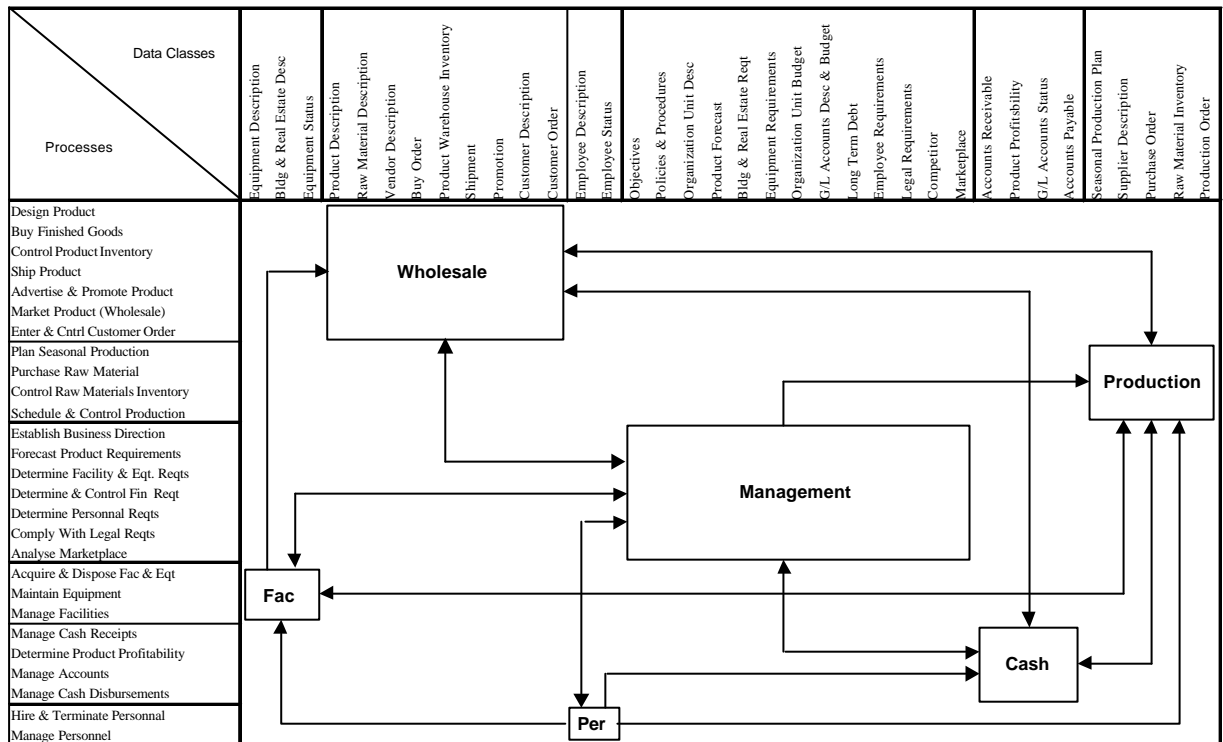 Data Classes
Processes
Equipment Description
Bldg & Real Estate Desc
Equipment Status
Product Description
Raw Material Description
Vendor Description
Buy Order
Product Warehouse Inventory
Shipment
Promotion
Customer Description
Customer Order
Employee Description
Employee Status
Objectives
Policies & Procedures
Organization Unit Desc
Product Forecast
Bldg & Real Estate Reqt
Equipment Requirements
Organization Unit Budget
G/L Accounts Desc & Budget
Long Term Debt
Employee Requirements
Legal Requirements
Competitor
Marketplace
Accounts Receivable
Product Profitsbility
G/L Accounts Status
Accounts Payable
Seasonal Production Plan
Supplier Description
Purchase Order
Raw Material Inventory
Production Order
Design Product
Buy Finished Goods
Control Product Inventory
Ship Product
Advertise & Promote Product
Market Product (Wholesale)
Enter & Cntrl Customer Order
Plan Seasonal Production
Purchase Raw Material
Control Raw Materials Inventory
Schedule & Control Production
Establish Business Direction
Forecast Product Requirements
Determine Facility & Eqt. Reqts
Determine & Control Fin Reqt
Determine Personnal Reqts
Comply With Legal Reqts
Analyse Marketplace
Acquire & Dispose Fac & Eqt
Maintain Equipment
Manage Facilities
Manage Cash Receipts
Determine Product Profitability
Manage Accounts
Manage Cash Disbursements
Hire & Terminate Personnal
Manage Personnel
Wholesale
Production
Management
Fac
Cash
Per